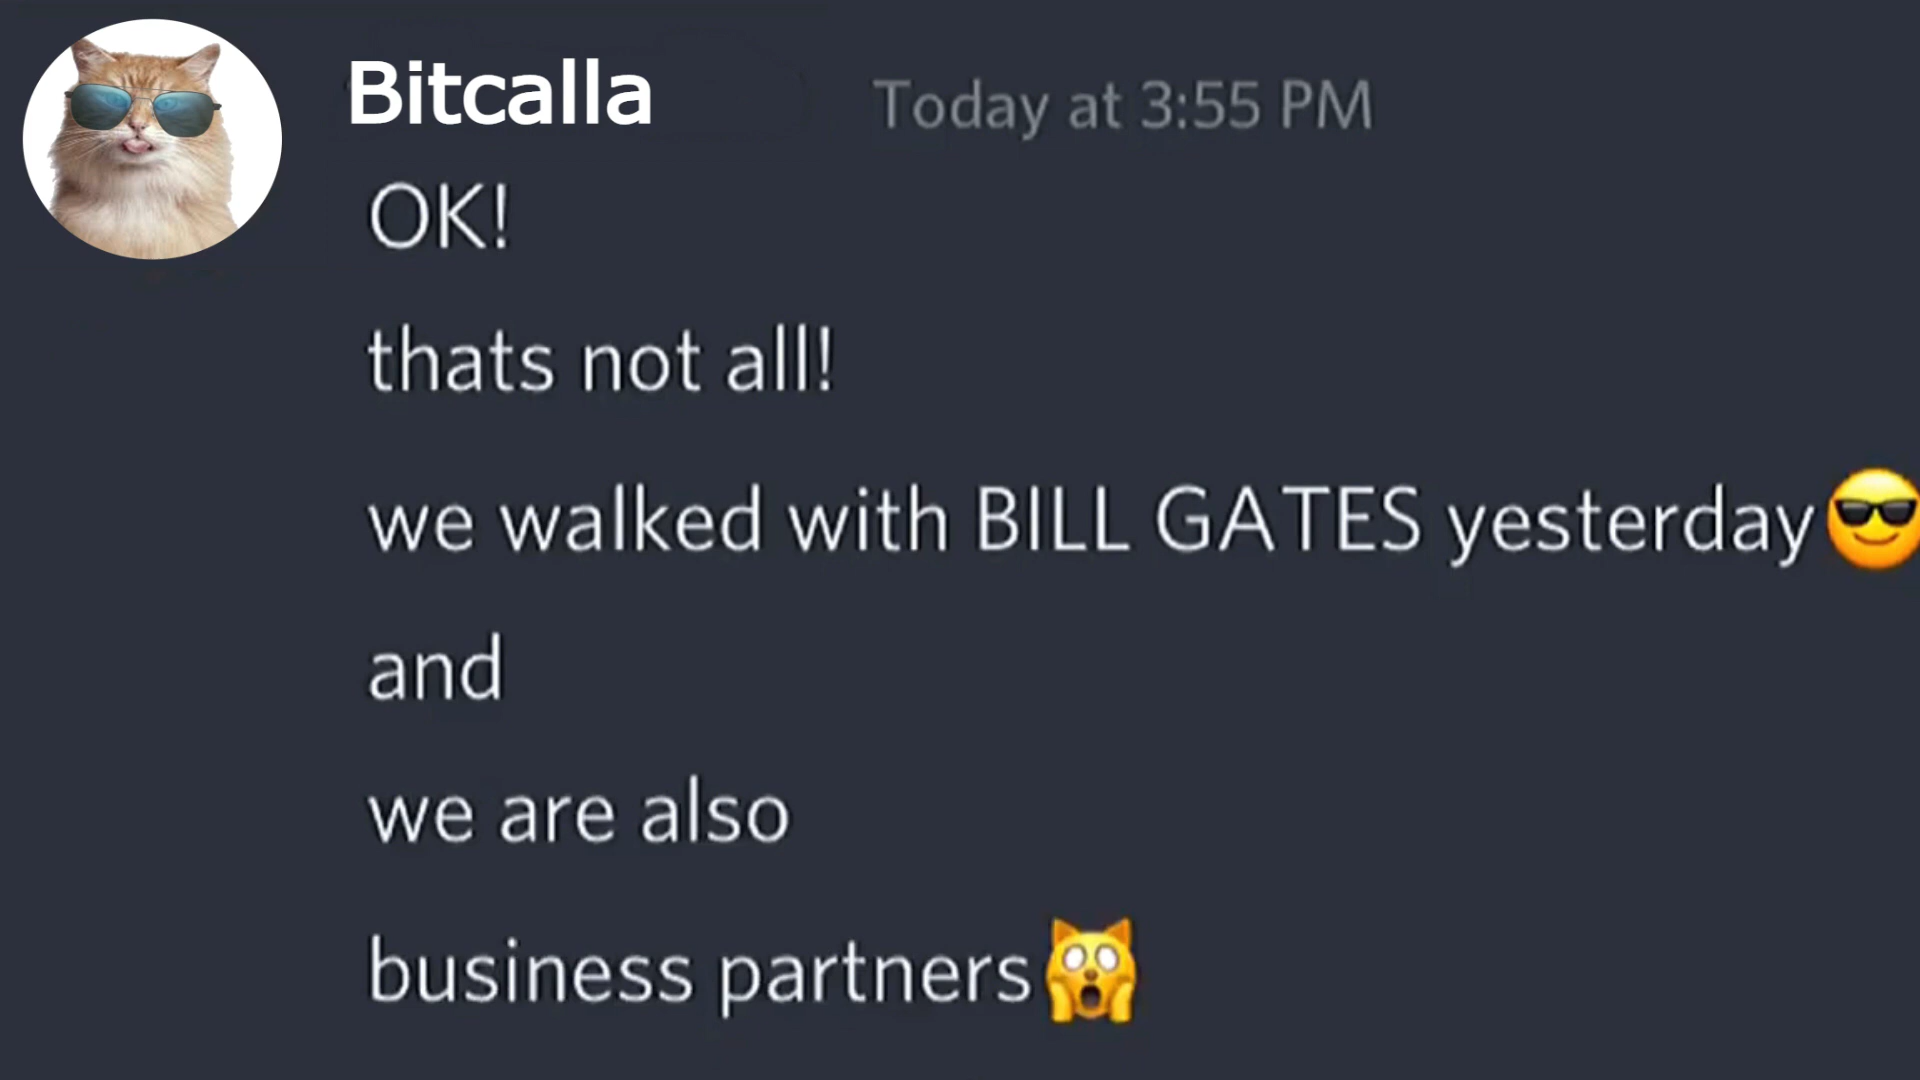 Bitcalla Today at 3:55 PM
OK!
thats not all!
we walked with BILL GATES yesterday😎
and
we are also
business partners🙀